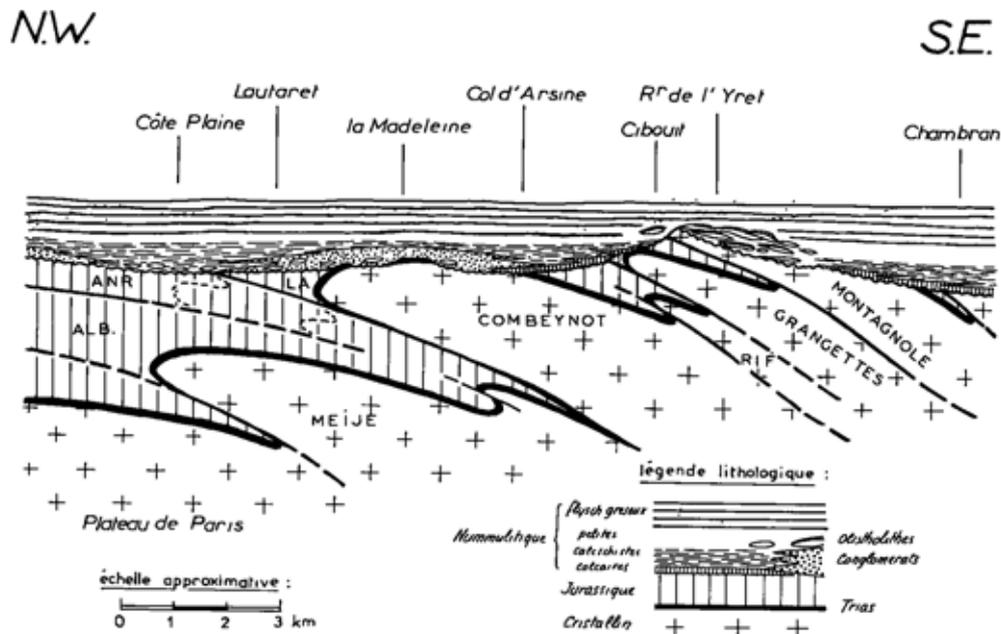 N.W.
S.E.
Côte Plaine
Lautaret
la Madeleine
Col d'Arsine
Cibouit
Rr de l'Yret
Chambran
ANR
LA
ALB.
COMBEYNOT
MEIJE
RIF
GRANGETTES
MONTAGNOLE
Plateau de Paris
échelle approximative :
0 1 2 3 km
légende lithologique :
Nummulitique
flysch gréseux
pelites
calcschistes
calcaires
Olistholithes
Conglomérats
Jurassique
Trias
Cristallin